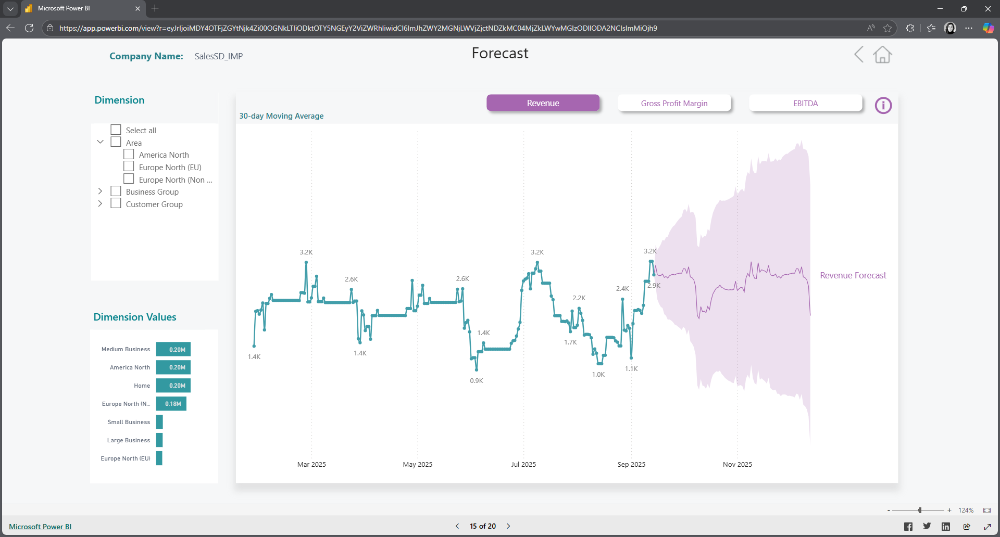 Microsoft Power BI
https://app.powerbi.com/view?r=eyJrIjoiMDY4OTFjZGYtNjk4Zi00OGNkLTliODktOTY5NGEyY2ViZWRhIiwidCI6ImJhZWY2MGNjLWVjZjctNDZkMC04MjZkLWYwMGIzODllODA2NCIsImMiOjh9
Company Name: SalesSD_IMP
Forecast
Dimension
Select all
Area
America North
Europe North (EU)
Europe North (Non ...
Business Group
Customer Group
Dimension Values
Medium Business 0.20M
America North 0.20M
Home 0.20M
Europe North (N... 0.18M
Small Business
Large Business
Europe North (EU)
Revenue
Gross Profit Margin
EBITDA
30-day Moving Average
3.2K
2.6K
2.6K
3.2K
3.2K
2.9K
2.4K
2.2K
1.4K
1.7K
1.4K
1.4K
0.9K
1.0K
1.1K
Revenue Forecast
Mar 2025
May 2025
Jul 2025
Sep 2025
Nov 2025
- + 124%
Microsoft Power BI
15 of 20